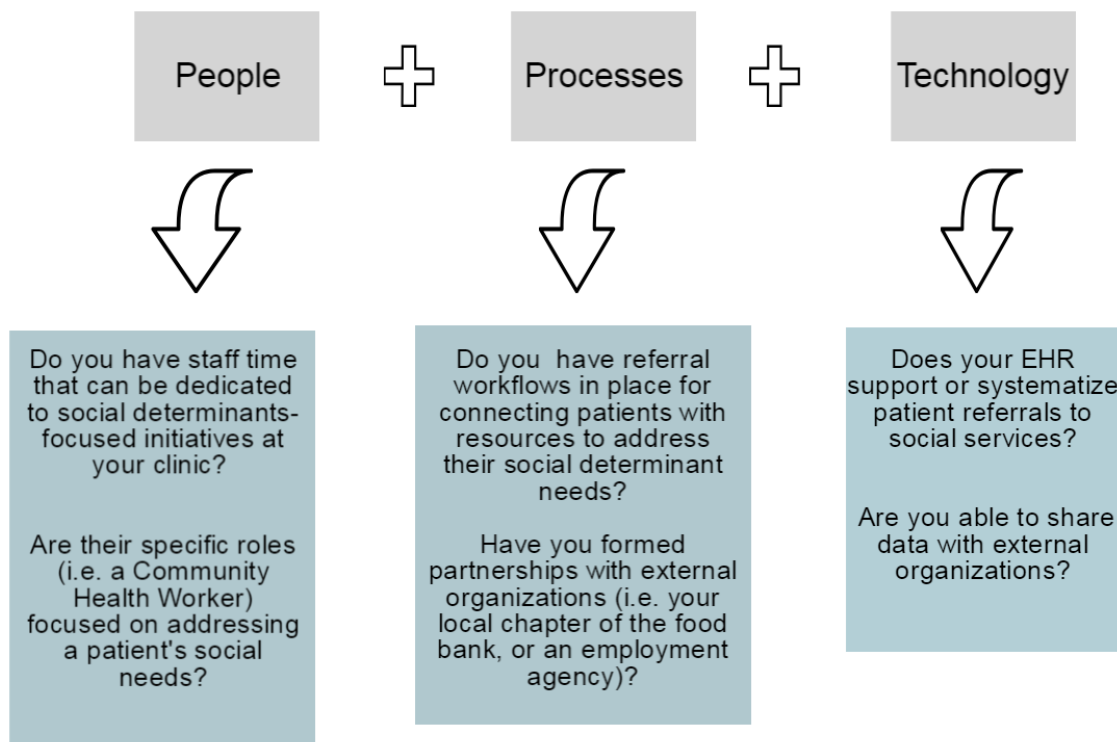 People
Processes
Technology
Do you have staff time
that can be dedicated
to social determinants-
focused initiatives at
your clinic?
Are their specific roles
(i.e. a Community
Health Worker)
focused on addressing
a patient's social
needs?
Do you  have referral
workflows in place for
connecting patients with
resources to address
their social determinant
needs?
Have you formed
partnerships with external
organizations (i.e. your
local chapter of the food
bank, or an employment
agency)?
Does your EHR
support or systematize
patient referrals to
social services?
Are you able to share
data with external
organizations?